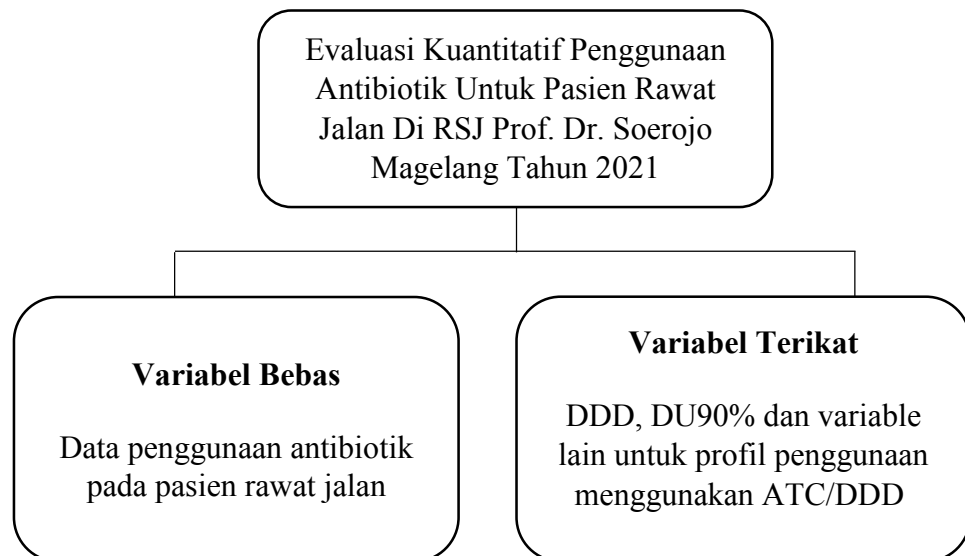 Evaluasi Kuantitatif Penggunaan
Antibiotik Untuk Pasien Rawat
Jalan Di RSJ Prof. Dr. Soerojo
Magelang Tahun 2021
Variabel Bebas
Data penggunaan antibiotik
pada pasien rawat jalan
Variabel Terikat
DDD, DU90% dan variable
lain untuk profil penggunaan
menggunakan ATC/DDD